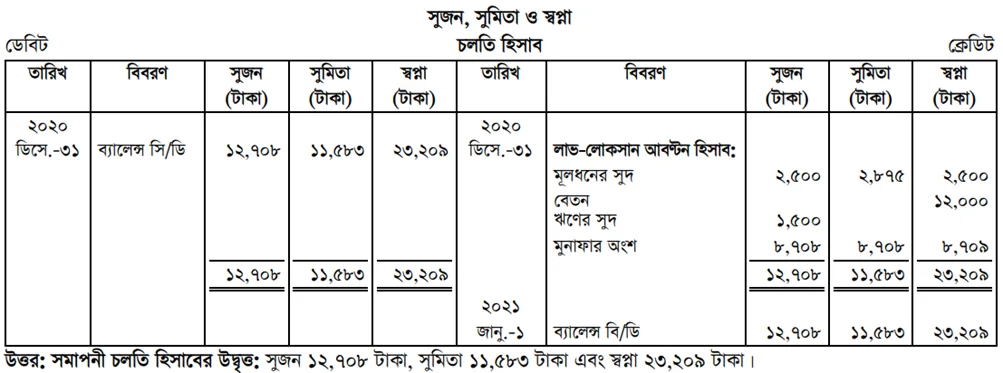 সুজন, সুমিতা ও স্বপ্না
ডেবিট চলতি হিসাব ক্রেডিট
তারিখ বিবরণ সুজন সুমিতা স্বপ্না তারিখ বিবরণ সুজন সুমিতা স্বপ্না
(টাকা) (টাকা) (টাকা) (টাকা) (টাকা) (টাকা)
২০২০ ২০২০
ডিসে.-৩১ ব্যালেন্স সি/ডি ১২,৭০৮ ১১,৫৮৩ ২৩,২০৯ ডিসে.-৩১ লাভ-লোকসান আবণ্টন হিসাব:
মূলধনের সুদ ২,৫০০ ২,৮৭৫ ২,৫০০
বেতন ১২,০০০
ঋণের সুদ ১,৫০০
মুনাফার অংশ ৮,৭০৮ ৮,৭০৮ ৮,৭০৯
১২,৭০৮ ১১,৫৮৩ ২৩,২০৯ ১২,৭০৮ ১১,৫৮৩ ২৩,২০৯
২০২১
জানু.-১ ব্যালেন্স বি/ডি ১২,৭০৮ ১১,৫৮৩ ২৩,২০৯
উত্তর: সমাপনী চলতি হিসাবের উদ্বৃত্ত: সুজন ১২,৭০৮ টাকা, সুমিতা ১১,৫৮৩ টাকা এবং স্বপ্না ২৩,২০৯ টাকা।